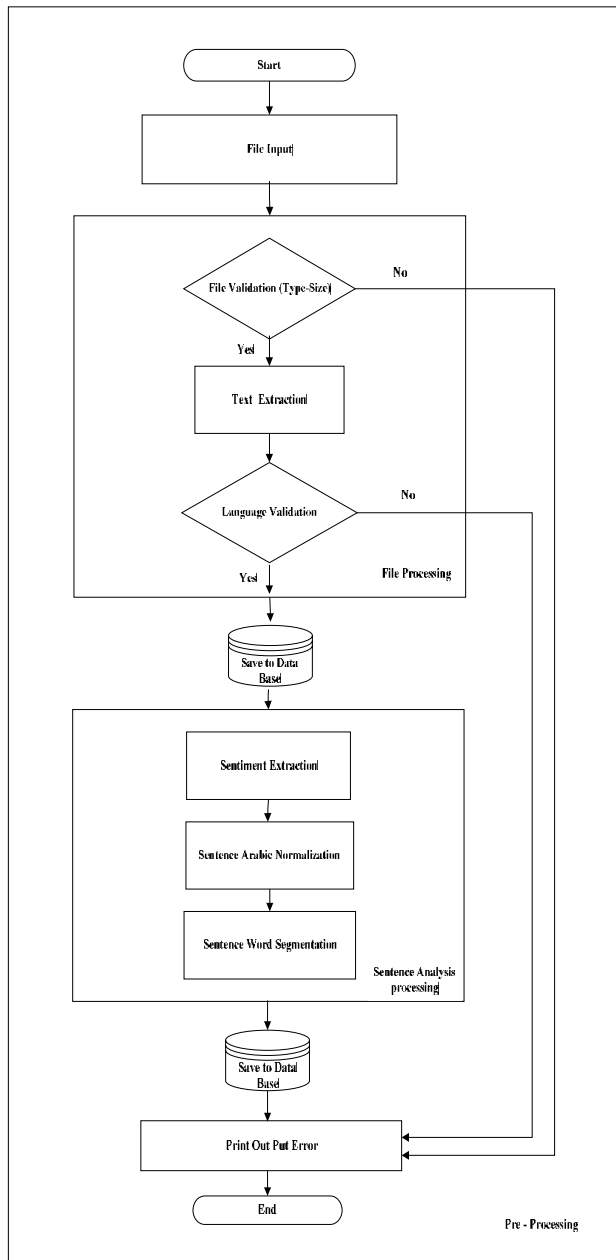 Start
File Input
File Validation (Type-Size)
No
Yes
Text Extraction
Language Validation
No
Yes
File Processing
Save to Data
Base
Sentiment Extraction
Sentence Arabic Normalization
Sentence Word Segmentation
Sentence Analysis
processing
Save to Data
Base
Print Out Put Error
End
Pre - Processing